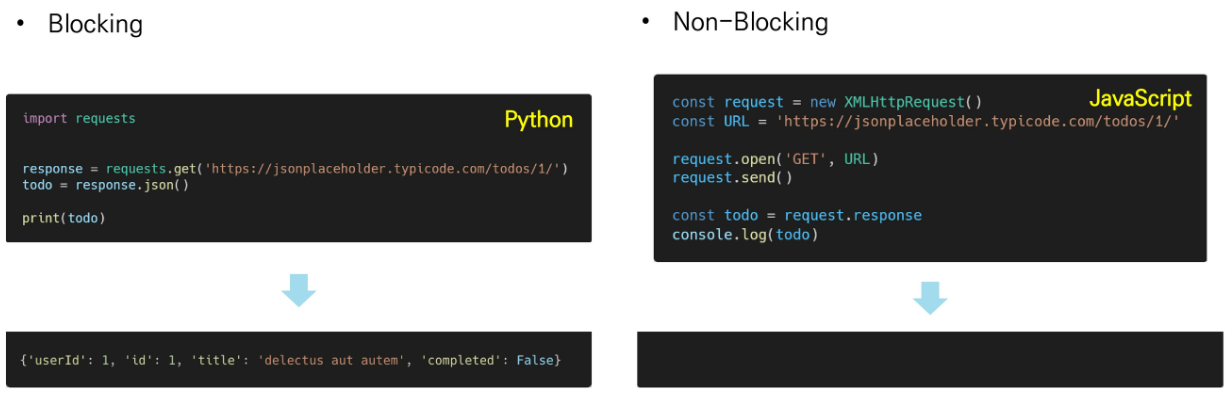 • Blocking
import requests
Python
response = requests.get('https://jsonplaceholder.typicode.com/todos/1/')
todo = response.json()
print(todo)
{'userId': 1, 'id': 1, 'title': 'delectus aut autem', 'completed': False}
• Non-Blocking
const request = new XMLHttpRequest()
JavaScript
const URL = 'https://jsonplaceholder.typicode.com/todos/1/'
request.open('GET', URL)
request.send()
const todo = request.response
console.log(todo)